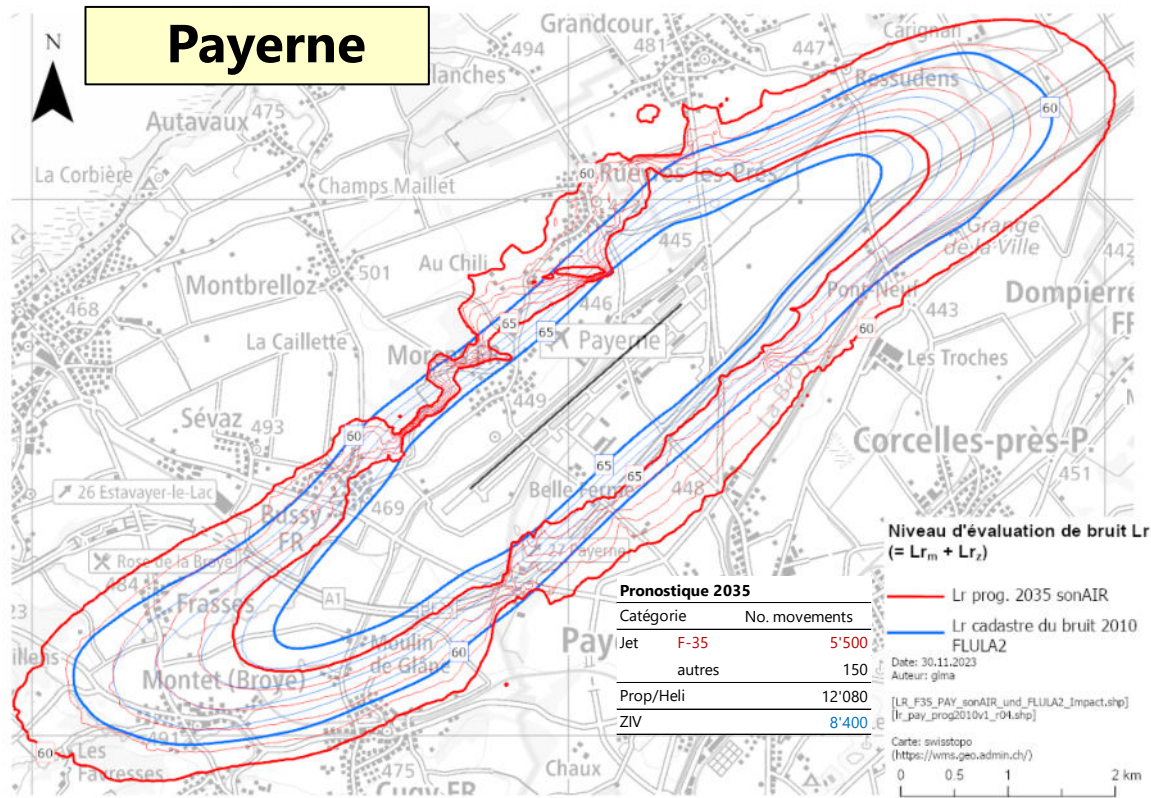 Payerne
N
Grandcour
Carignan
494
481
447
Ressudens
60
Autavaux
475
La Corbière
Champs Maillet
60
445
Grange
de-la-Ville
442
Au Chili
501
Montbrelloz
446
Pont Neuf
443
Dompierre
FR
468
La Caillette
65
65
Payerne
60
Les Troches
449
Sévaz
493
60
Corcelles-près-P
451
65
65
26 Estavayer-le-Lac
Belle Ferme
448
469
Bussy
FR
27 Payerne
Rose de la Broye
484
Frasses
A1
Moulin
de Glâne
60
Montet (Broye)
491
60
Les
Favresses
475
Cugy FR
Chaux
Niveau d'évaluation de bruit Lr
(= Lrm + Lrz)
Lr prog. 2035 sonAIR
Lr cadastre du bruit 2010
FLULA2
Date: 30.11.2023
Auteur: gima
[LR_F35_PAY_sonAIR_und_FLULA2_Impact.shp]
[lr_pay_prog2010v1_r04.shp]
Carte: swisstopo
(https://wms.geo.admin.ch/)
0 0.5 1 2 km
Pronostique 2035
Catégorie No. movements
Jet F-35 5'500
autres 150
Prop/Heli 12'080
ZIV 8'400